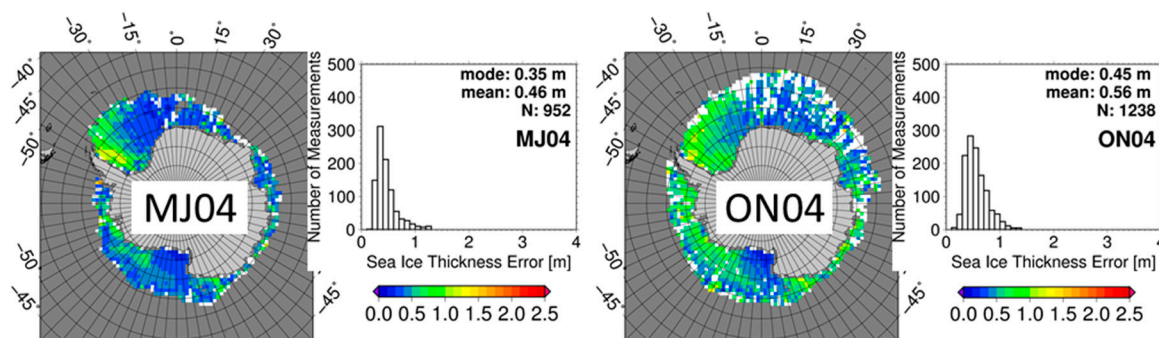 −30° −15° 0° 15° 30°
−40°
−45°
−50°
−50°
−45°
−45°
MJ04
Number of Measurements
500
400
300
200
100
0
mode: 0.35 m
mean: 0.46 m
N: 952
MJ04
0 1 2 3 4
Sea Ice Thickness Error [m]
0.0 0.5 1.0 1.5 2.0 2.5
−30° −15° 0° 15° 30°
−40°
−45°
−50°
−50°
−45°
−45°
ON04
Number of Measurements
500
400
300
200
100
0
mode: 0.45 m
mean: 0.56 m
N: 1238
ON04
0 1 2 3 4
Sea Ice Thickness Error [m]
0.0 0.5 1.0 1.5 2.0 2.5